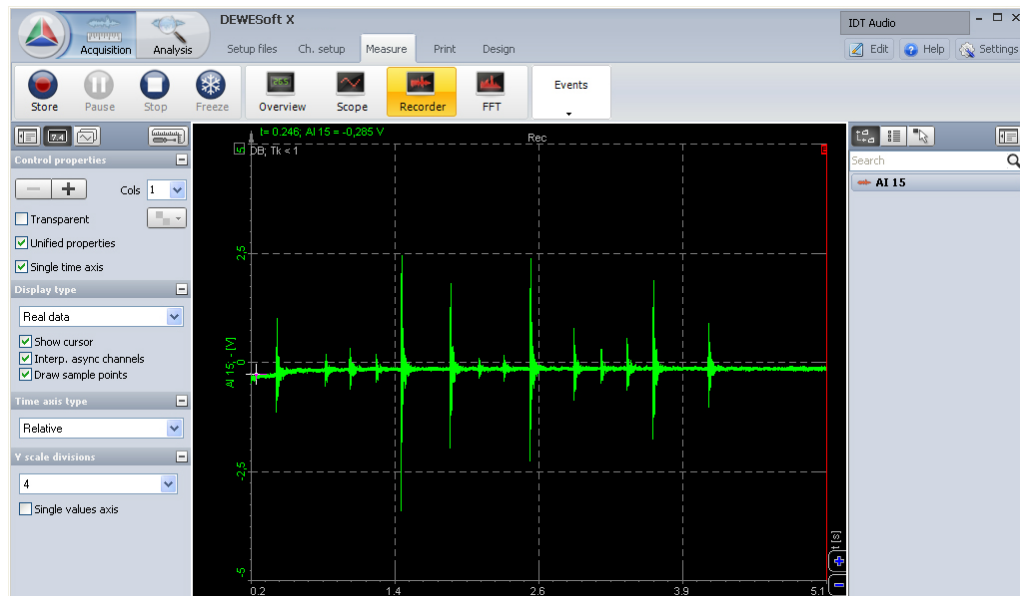 DEWESoft X
IDT Audio
Acquisition
Analysis
Setup files
Ch. setup
Measure
Print
Design
Edit
Help
Settings
Store
Pause
Stop
Freeze
Overview
Scope
Recorder
FFT
Events
Control properties
Cols 1
Transparent
Unified properties
Single time axis
Display type
Real data
Show cursor
Interp. async channels
Draw sample points
Time axis type
Relative
Y scale divisions
4
Single values axis
t= 0.246; AI 15 = -0,285 V
Rec
DB; Tk < 1
5
2,5
0
-2,5
-5
AI 15; - [V]
t [s]
0.2
1.4
2.6
3.9
5.1
Search
AI 15